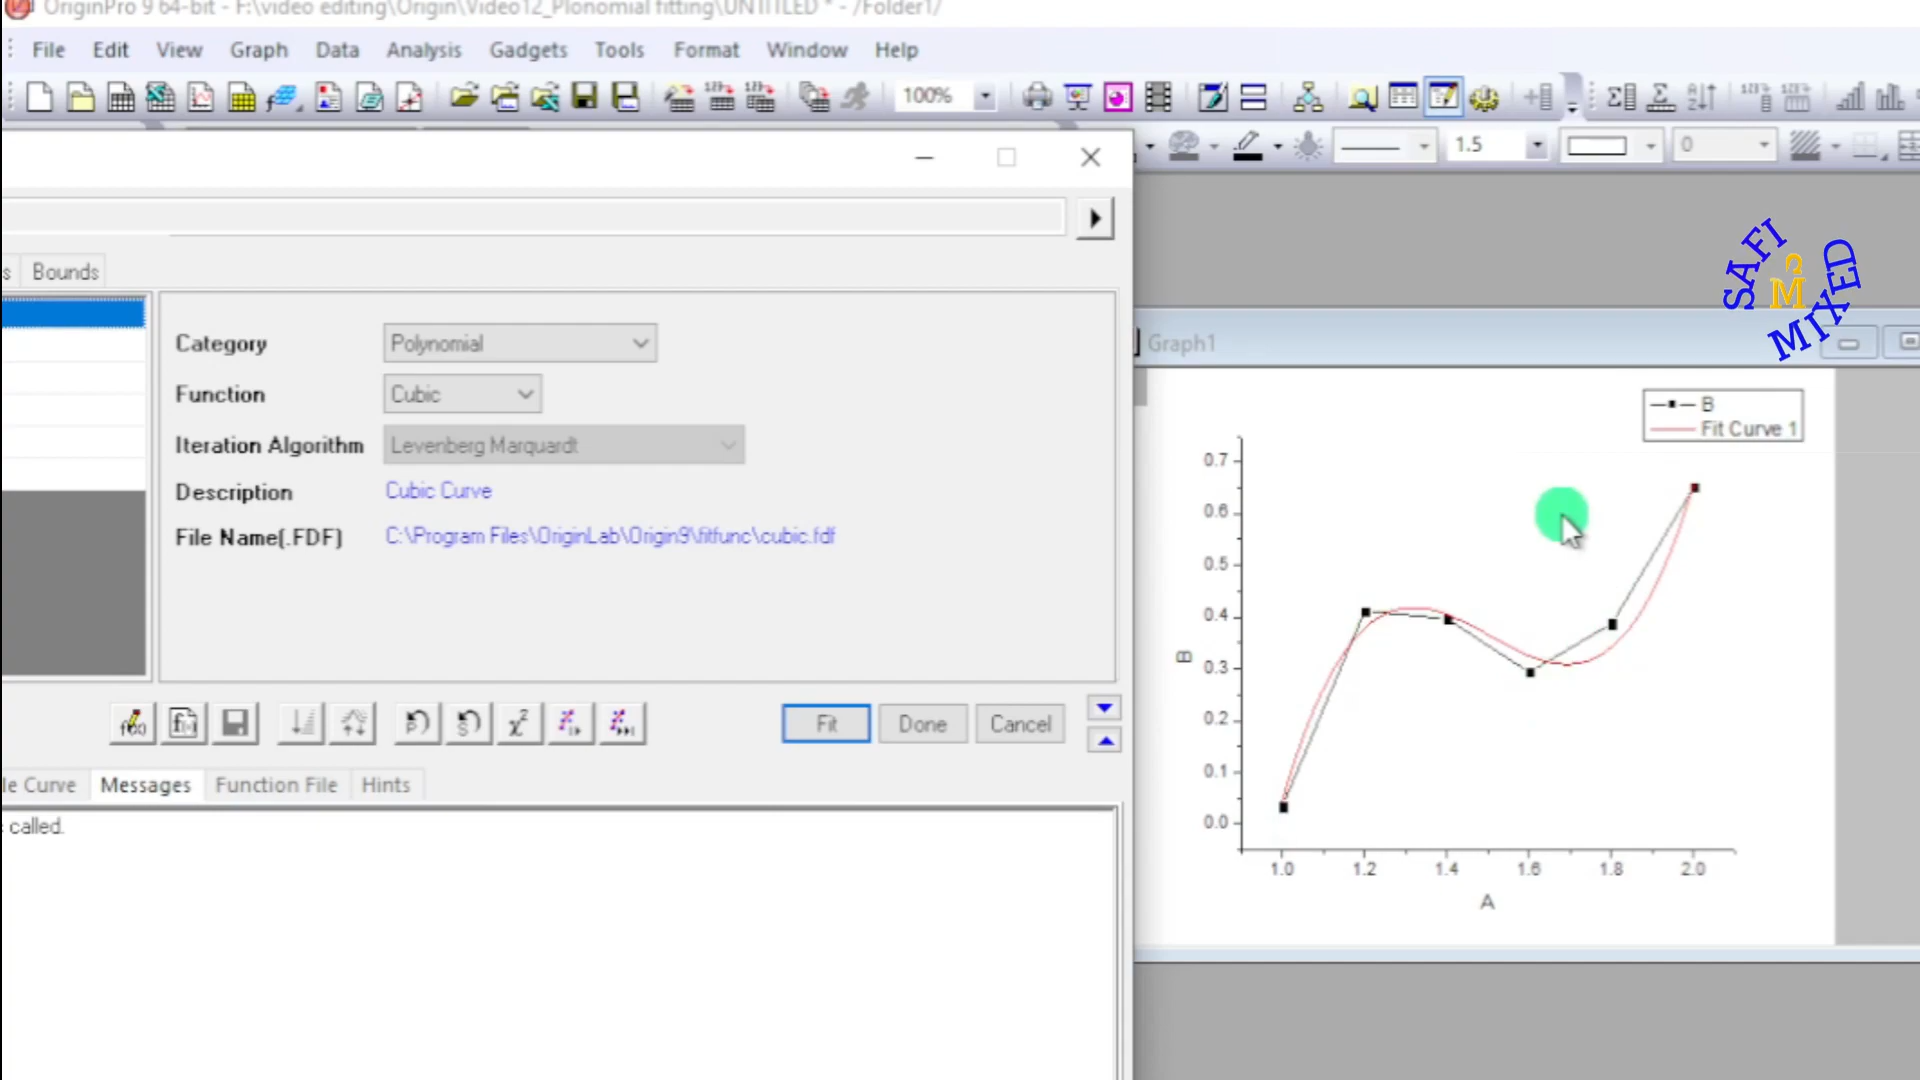 OriginPro 9 64-bit - F:\video editing\Origin\Video12_Plonomial fitting\UNTITLED * - /Folder1/
File Edit View Graph Data Analysis Gadgets Tools Format Window Help
100%
1.5
0
s Bounds
SAFI
M
MIXED
Category Polynomial
Function Cubic
Iteration Algorithm Levenberg Marquardt
Description Cubic Curve
File Name(.FDF) C:\Program Files\OriginLab\Origin9\fitfunc\cubic.fdf
Fit Done Cancel
le Curve Messages Function File Hints
called.
Graph1
B
Fit Curve 1
0.7
0.6
0.5
0.4
0.3
0.2
0.1
0.0
B
1.0 1.2 1.4 1.6 1.8 2.0
A